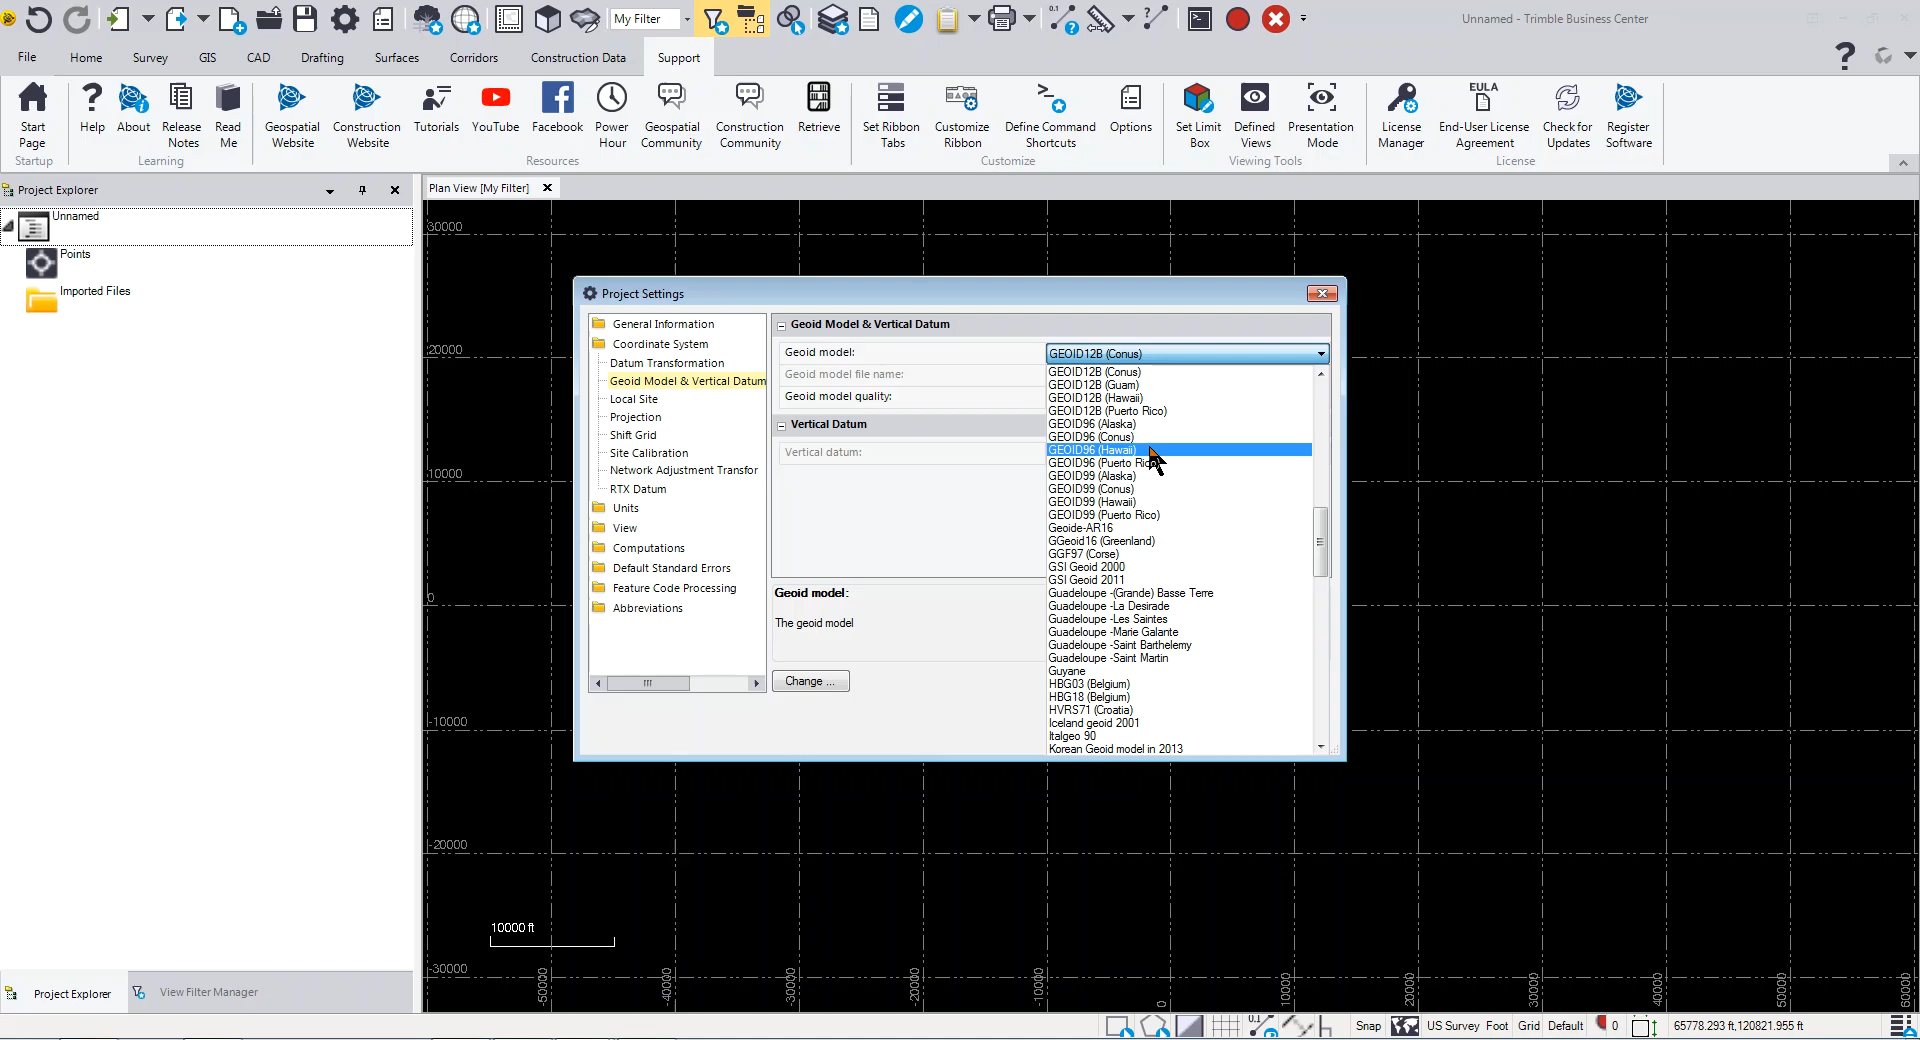 My Filter
Unnamed - Trimble Business Center
File Home Survey GIS CAD Drafting Surfaces Corridors Construction Data Support
Start Page
Help
About
Release Notes
Read Me
Geospatial Website
Construction Website
Tutorials
YouTube
Facebook
Power Hour
Geospatial Community
Construction Community
Retrieve
Set Ribbon Tabs
Customize Ribbon
Define Command Shortcuts
Options
Set Limit Box
Defined Views
Presentation Mode
License Manager
EULA
End-User License Agreement
Check for Updates
Register Software
Startup Learning Resources Customize Viewing Tools License
Project Explorer
Unnamed
Points
Imported Files
Plan View [My Filter]
30000
20000
10000
0
-10000
-20000
-30000
Project Settings
General Information
Coordinate System
Datum Transformation
Geoid Model & Vertical Datum
Local Site
Projection
Shift Grid
Site Calibration
Network Adjustment Transfor
RTX Datum
Units
View
Computations
Default Standard Errors
Feature Code Processing
Abbreviations
Geoid Model & Vertical Datum
Geoid model: GEOID12B (Conus)
Geoid model file name:
Geoid model quality:
Vertical Datum
Vertical datum:
Geoid model:
The geoid model
Change ...
GEOID12B (Conus)
GEOID12B (Guam)
GEOID12B (Hawaii)
GEOID12B (Puerto Rico)
GEOID96 (Alaska)
GEOID96 (Conus)
GEOID96 (Hawaii)
GEOID96 (Puerto Rico)
GEOID99 (Alaska)
GEOID99 (Conus)
GEOID99 (Hawaii)
GEOID99 (Puerto Rico)
Geoide-AR16
GGeoid16 (Greenland)
GGF97 (Corse)
GSI Geoid 2000
GSI Geoid 2011
Guadeloupe -(Grande) Basse Terre
Guadeloupe -La Desirade
Guadeloupe -Les Saintes
Guadeloupe -Marie Galante
Guadeloupe -Saint Barthelemy
Guadeloupe -Saint Martin
Guyane
HBG03 (Belgium)
HBG18 (Belgium)
HVRS71 (Croatia)
Iceland geoid 2001
Italgeo 90
Korean Geoid model in 2013
10000 ft
-50000 -40000 -30000 -20000 -10000 0 10000 20000 30000 40000 50000 60000
Project Explorer View Filter Manager
Snap US Survey Foot Grid Default 0 65778.293 ft,120821.955 ft